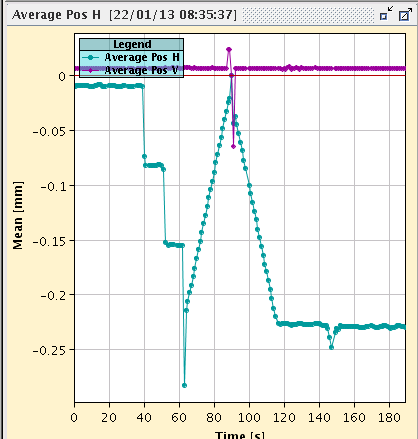 Average Pos H [22/01/13 08:35:37]
Legend
Average Pos H
Average Pos V
0
−0.05
−0.1
−0.15
−0.2
−0.25
Mean [mm]
0 20 40 60 80 100 120 140 160 180
Time [s]